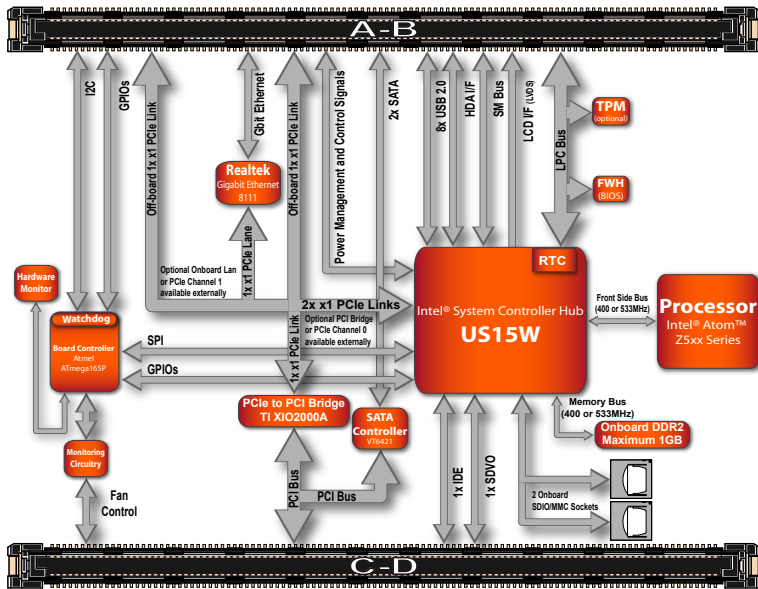 A-B
I2C
GPIOs
Off-board 1x x1 PCIe Link
Gbit Ethernet
Off-board 1x x1 PCIe Link
Power Management and Control Signals
2x SATA
8x USB 2.0
HDA I/F
SM Bus
LCD I/F (LVDS)
LPC Bus
TPM
(optional)
FWH
(BIOS)
Realtek
Gigabit Ethernet
8111
Optional Onboard Lan
or PCIe Channel 1
available externally
1x x1 PCIe Lane
Hardware
Monitor
RTC
Intel® System Controller Hub
US15W
2x x1 PCIe Links
Optional PCI Bridge
or PCIe Channel 0
available externally
1x x1 PCIe Link
Front Side Bus
(400 or 533MHz)
Processor
Intel® Atom™
Z5xx Series
Watchdog
Board Controller
Atmel
ATmega165P
SPI
GPIOs
PCIe to PCI Bridge
TI XIO2000A
SATA
Controller
VT6421
Memory Bus
(400 or 533MHz)
Onboard DDR2
Maximum 1GB
Monitoring
Circuitry
Fan
Control
PCI Bus
PCI Bus
1x IDE
1x SDVO
2 Onboard
SDIO/MMC Sockets
C-D